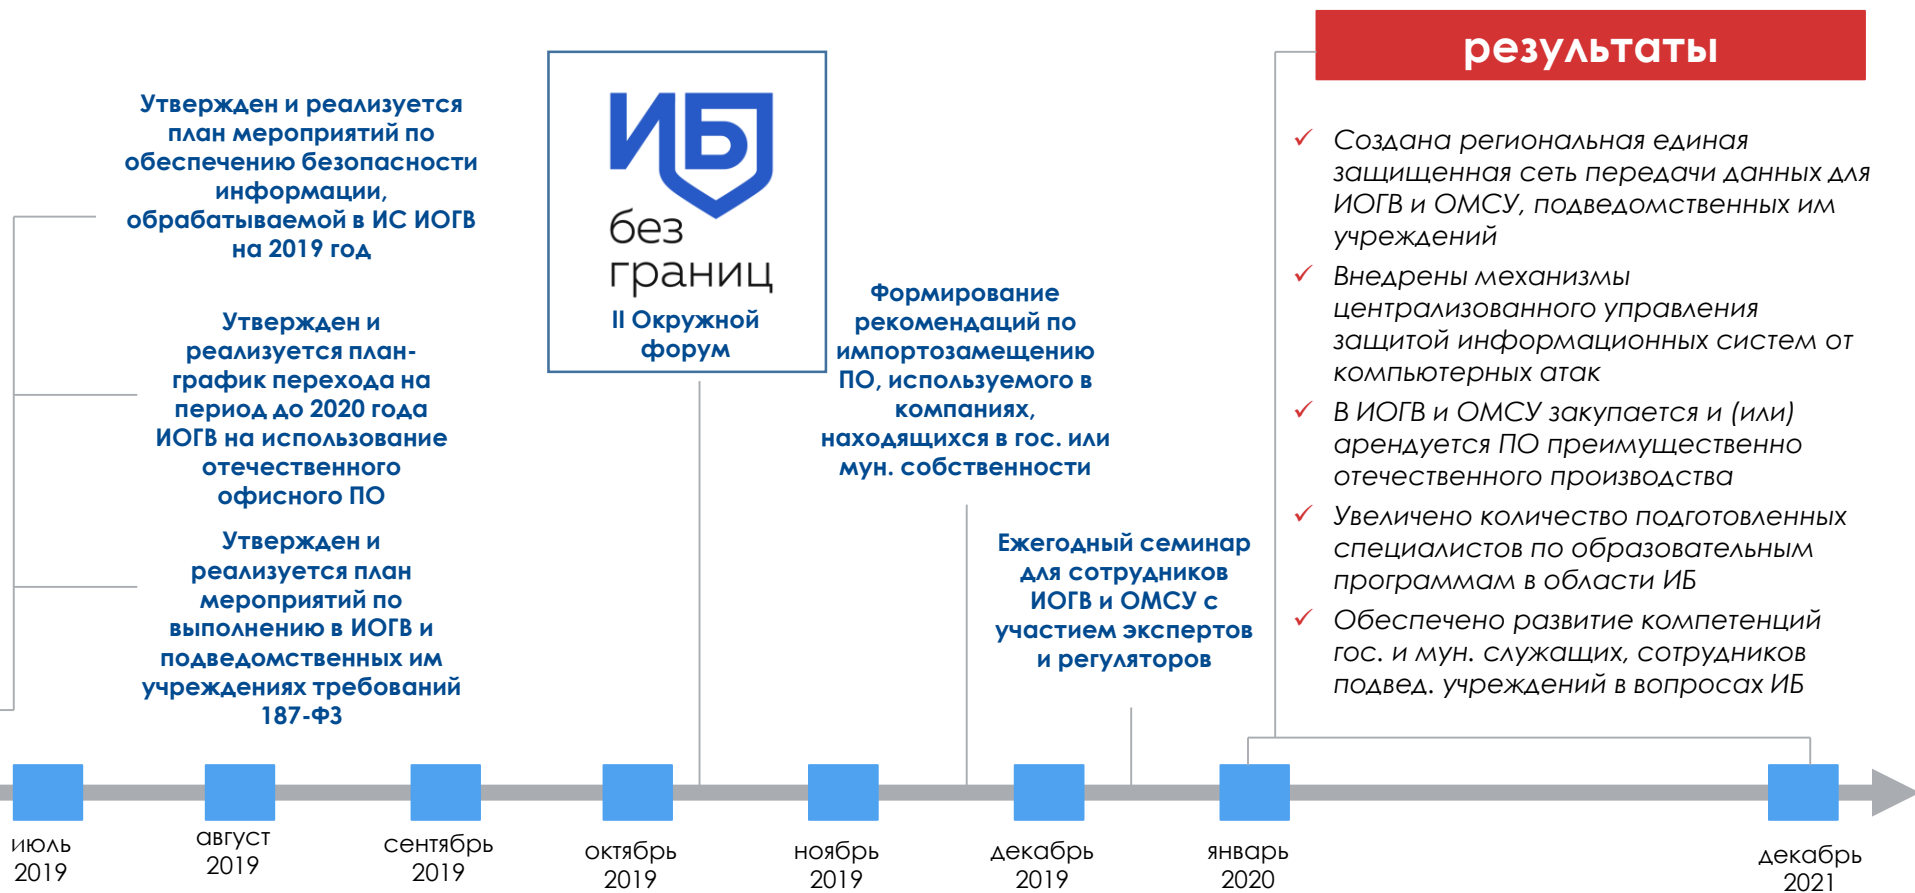 Утвержден и реализуется
план мероприятий по
обеспечению безопасности
информации,
обрабатываемой в ИС ИОГВ
на 2019 год
Утвержден и
реализуется план-
график перехода на
период до 2020 года
ИОГВ на использование
отечественного
офисного ПО
Утвержден и
реализуется план
мероприятий по
выполнению в ИОГВ и
подведомственных им
учреждениях требований
187-ФЗ
ИБ
без
границ
II Окружной
форум
Формирование
рекомендаций по
импортозамещению
ПО, используемого в
компаниях,
находящихся в гос. или
мун. собственности
Ежегодный семинар
для сотрудников
ИОГВ и ОМСУ с
участием экспертов
и регуляторов
результаты
✓ Создана региональная единая
защищенная сеть передачи данных для
ИОГВ и ОМСУ, подведомственных им
учреждений
✓ Внедрены механизмы
централизованного управления
защитой информационных систем от
компьютерных атак
✓ В ИОГВ и ОМСУ закупается и (или)
арендуется ПО преимущественно
отечественного производства
✓ Увеличено количество подготовленных
специалистов по образовательным
программам в области ИБ
✓ Обеспечено развитие компетенций
гос. и мун. служащих, сотрудников
подвед. учреждений в вопросах ИБ
июль
2019
август
2019
сентябрь
2019
октябрь
2019
ноябрь
2019
декабрь
2019
январь
2020
декабрь
2021